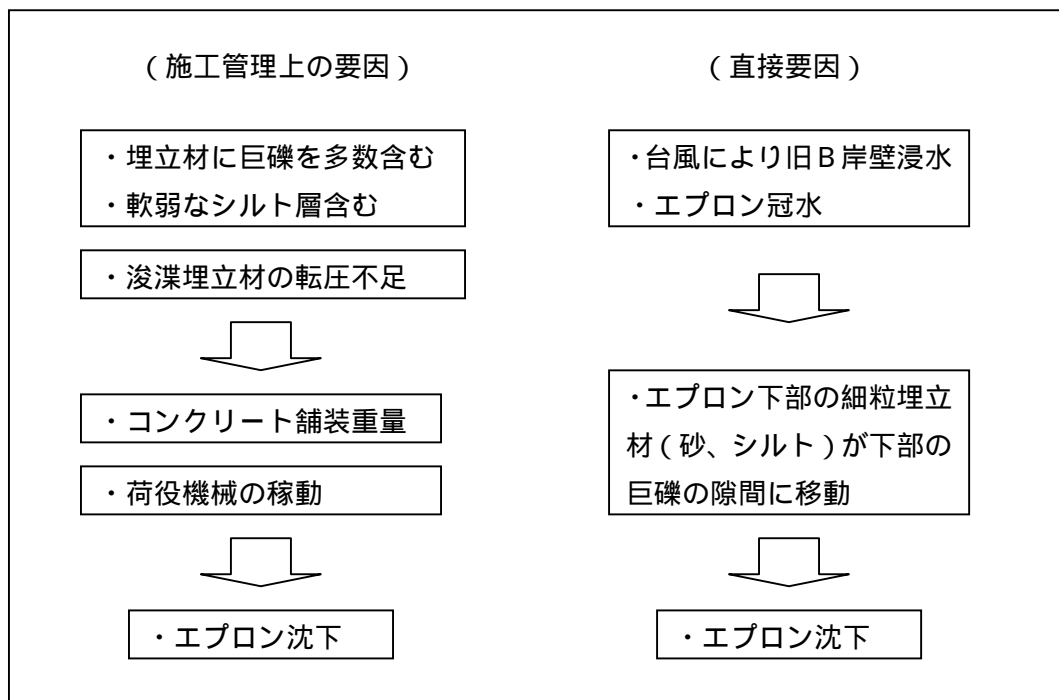 （施工管理上の要因）
・埋立材に巨礫を多数含む
・軟弱なシルト層含む
・浚渫埋立材の転圧不足
・コンクリート舗装重量
・荷役機械の稼動
・エプロン沈下
（直接要因）
・台風により旧Ｂ岸壁浸水
・エプロン冠水
・エプロン下部の細粒埋立
材（砂、シルト）が下部の
巨礫の隙間に移動
・エプロン沈下